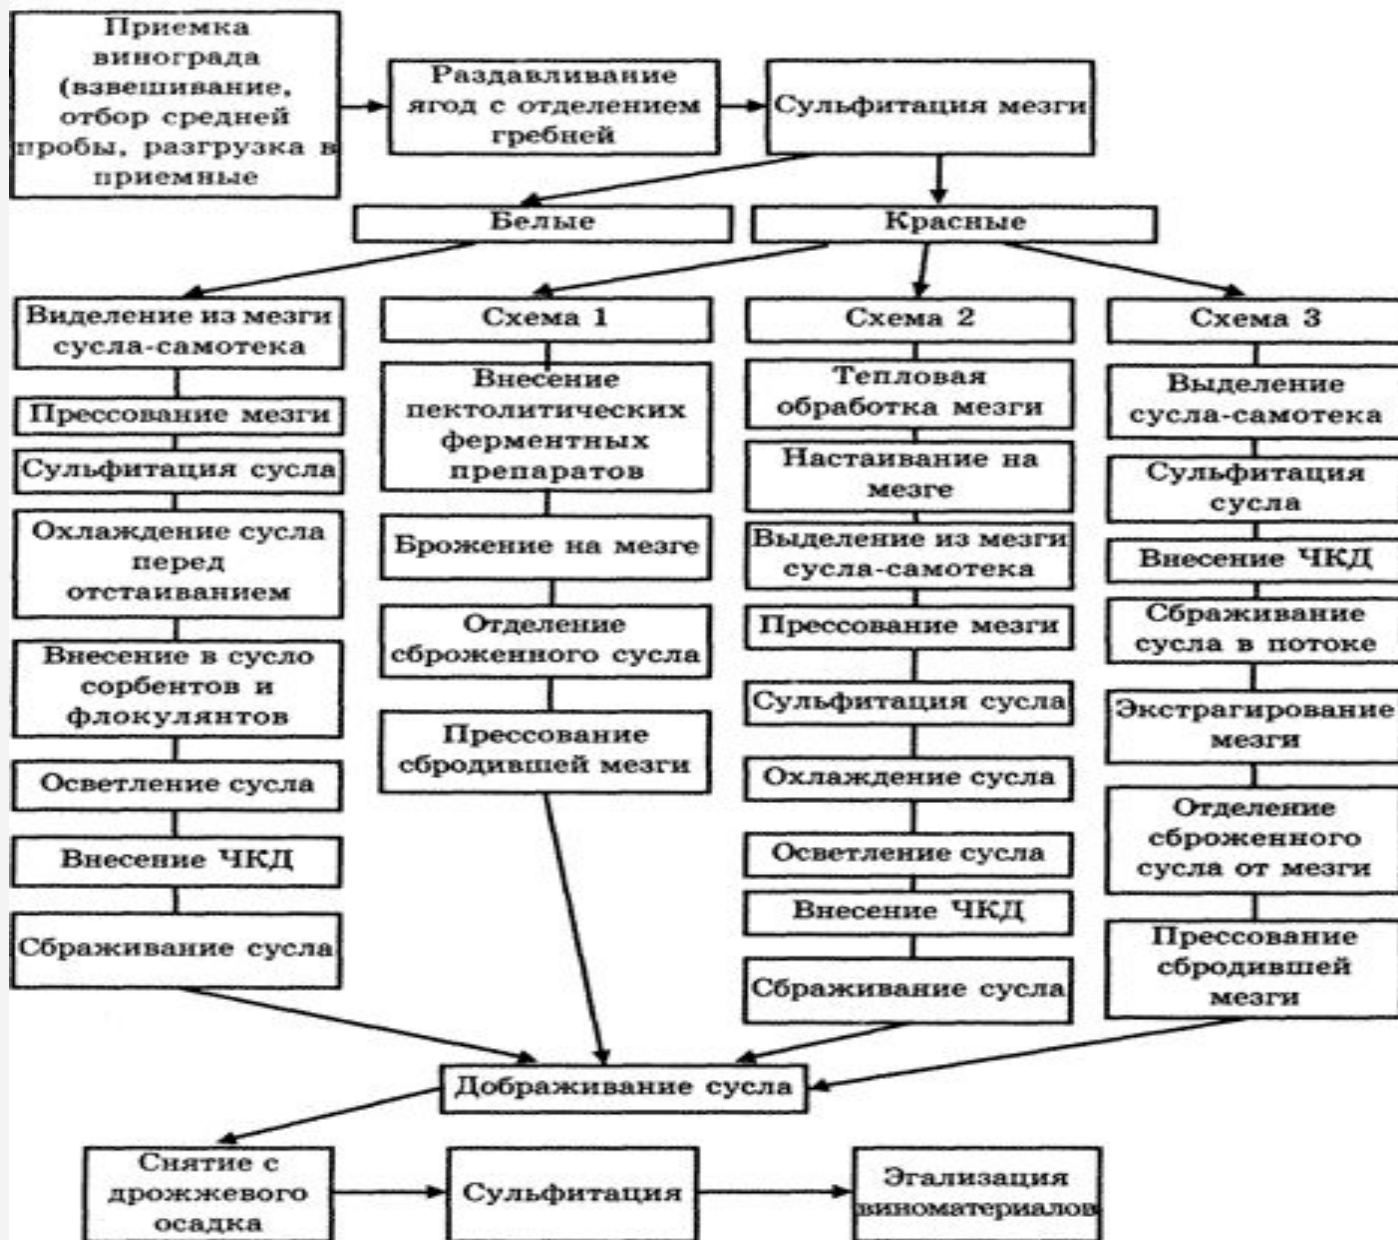 Приемка
винограда
(взвешивание,
отбор средней
пробы, разгрузка в
приемные
Раздавливание
ягод с отделением
гребней
Сульфитация мезги
Белые
Красные
Виделение из мезги
сусла-самотека
Прессование мезги
Сульфитация сусла
Охлаждение сусла
перед
отстаиванием
Внесение в сусло
сорбентов и
флокулянтов
Осветление сусла
Внесение ЧКД
Сбраживание сусла
Схема 1
Внесение
пектолитических
ферментных
препаратов
Брожение на мезге
Отделение
сброженного сусла
Прессование
сбродившей мезги
Схема 2
Тепловая
обработка мезги
Настаивание на
мезге
Выделение из мезги
сусла-самотека
Прессование мезги
Сульфитация сусла
Охлаждение сусла
Осветление сусла
Внесение ЧКД
Сбраживание сусла
Схема 3
Выделение
сусла-самотека
Сульфитация
сусла
Внесение ЧКД
Сбраживание
сусла в потоке
Экстрагирование
мезги
Отделение
сброженного
сусла от мезги
Прессование
сбродившей
мезги
Дображивание сусла
Снятие с
дрожжевого
осадка
Сульфитация
Эгализация
виноматериалов